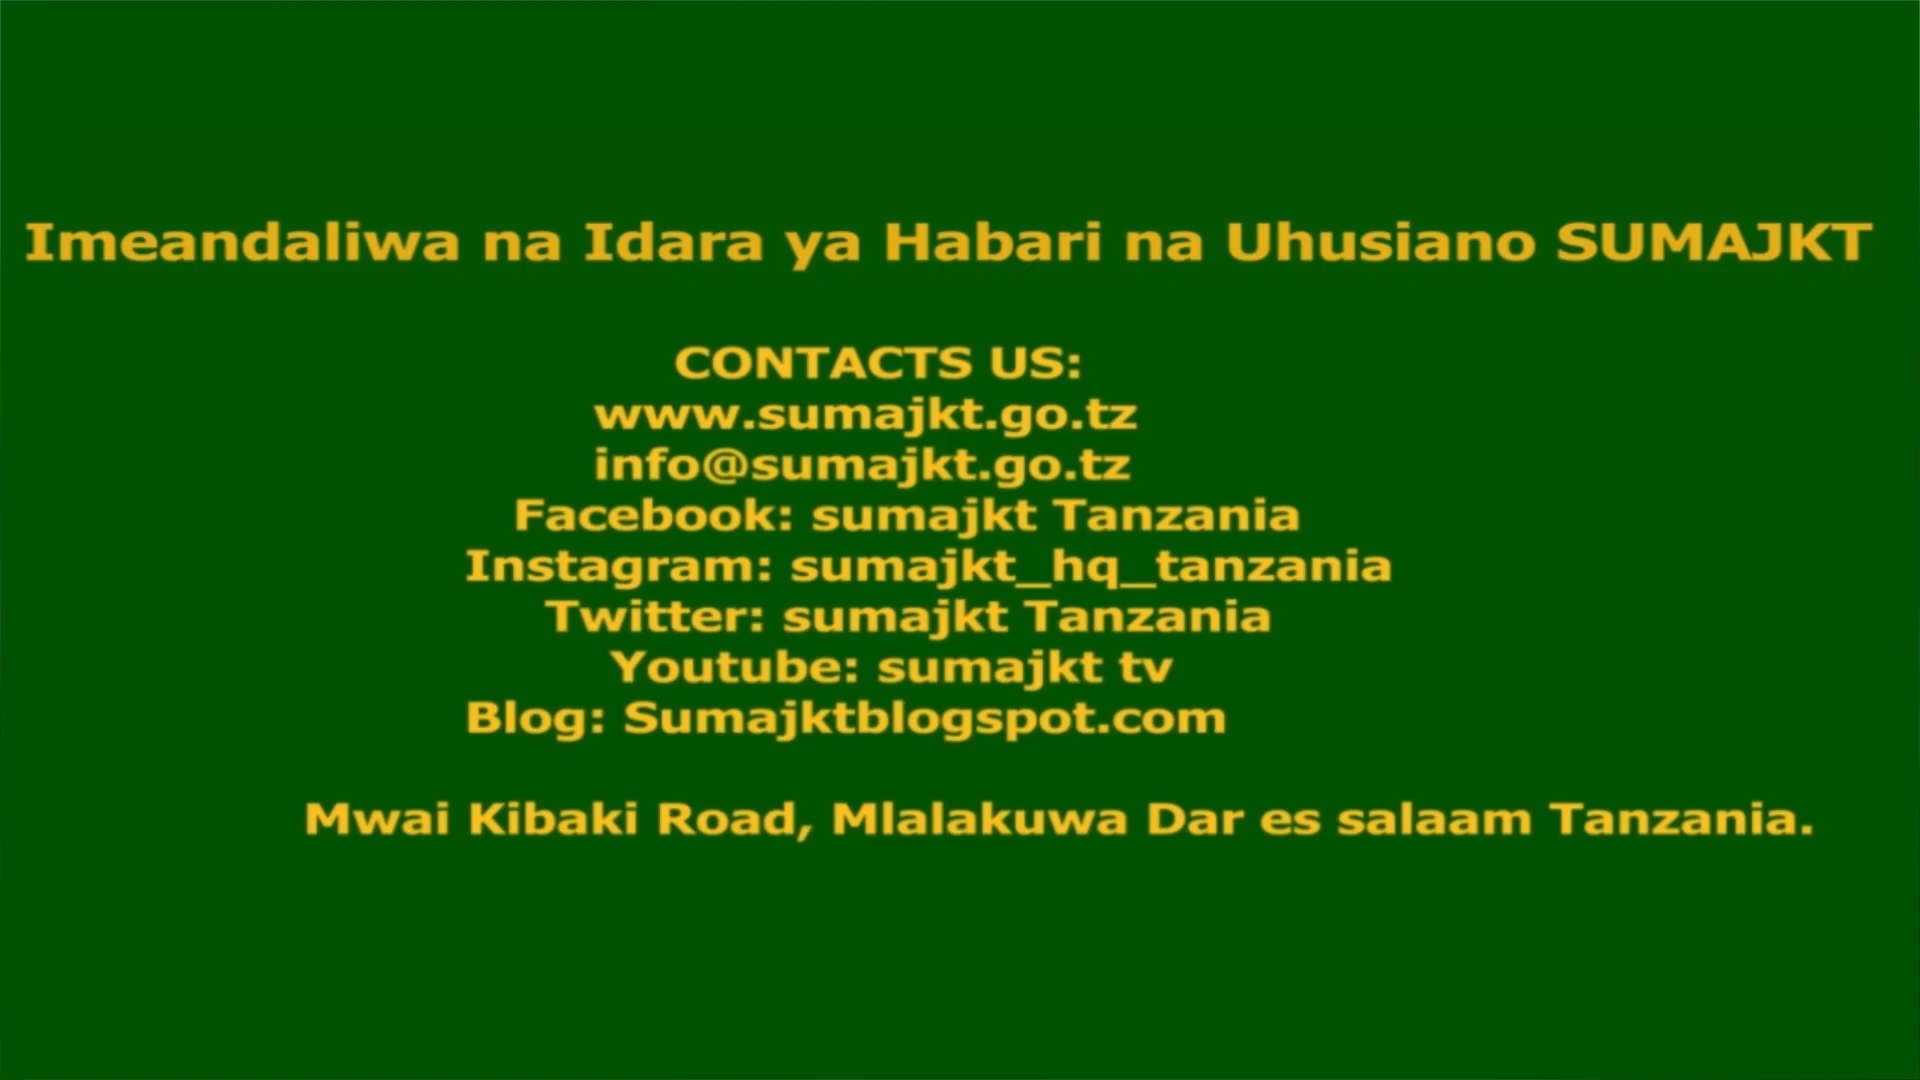 Imeandaliwa na Idara ya Habari na Uhusiano SUMAJKT
CONTACTS US:
www.sumajkt.go.tz
info@sumajkt.go.tz
Facebook: sumajkt Tanzania
Instagram: sumajkt_hq_tanzania
Twitter: sumajkt Tanzania
Youtube: sumajkt tv
Blog: Sumajktblogspot.com
Mwai Kibaki Road, Mlalakuwa Dar es salaam Tanzania.